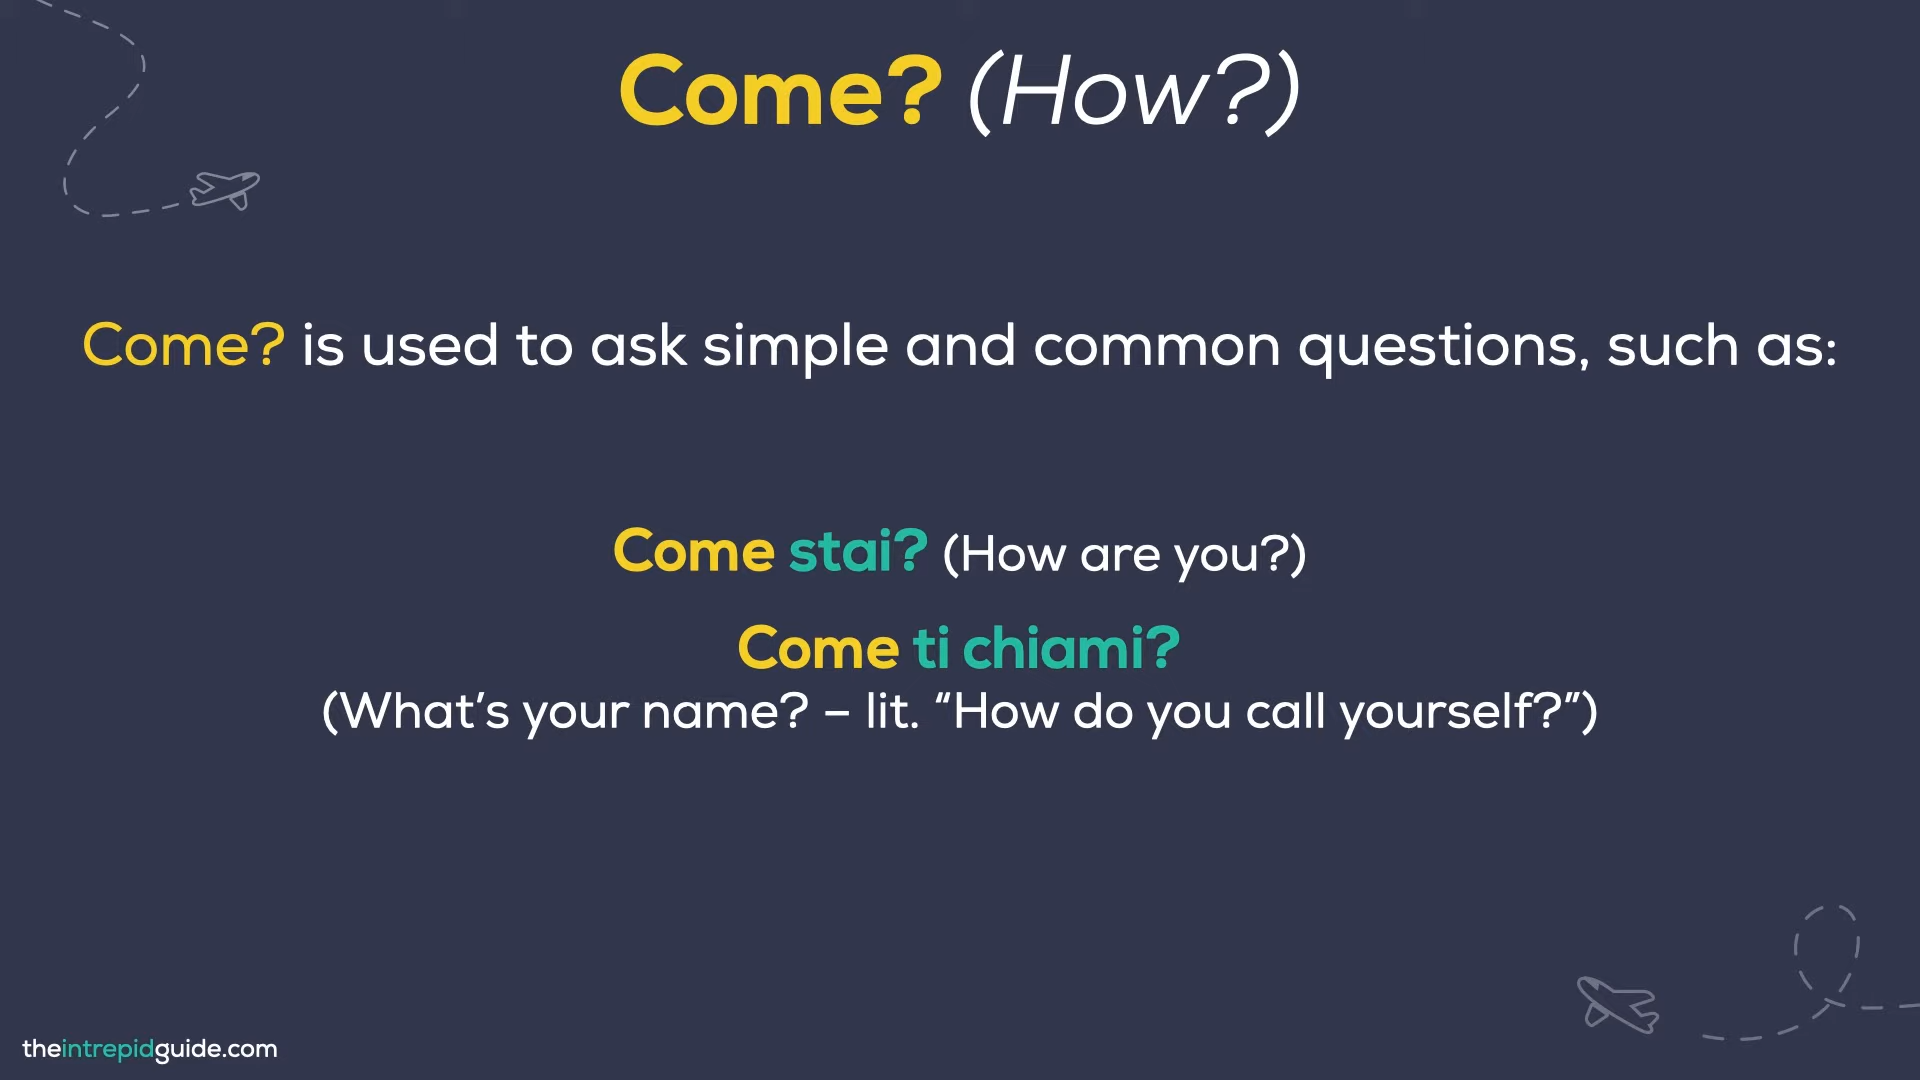 Come? (How?)
Come? is used to ask simple and common questions, such as:
Come stai? (How are you?)
Come ti chiami?
(What’s your name? – lit. “How do you call yourself?”)
theintrepidguide.com